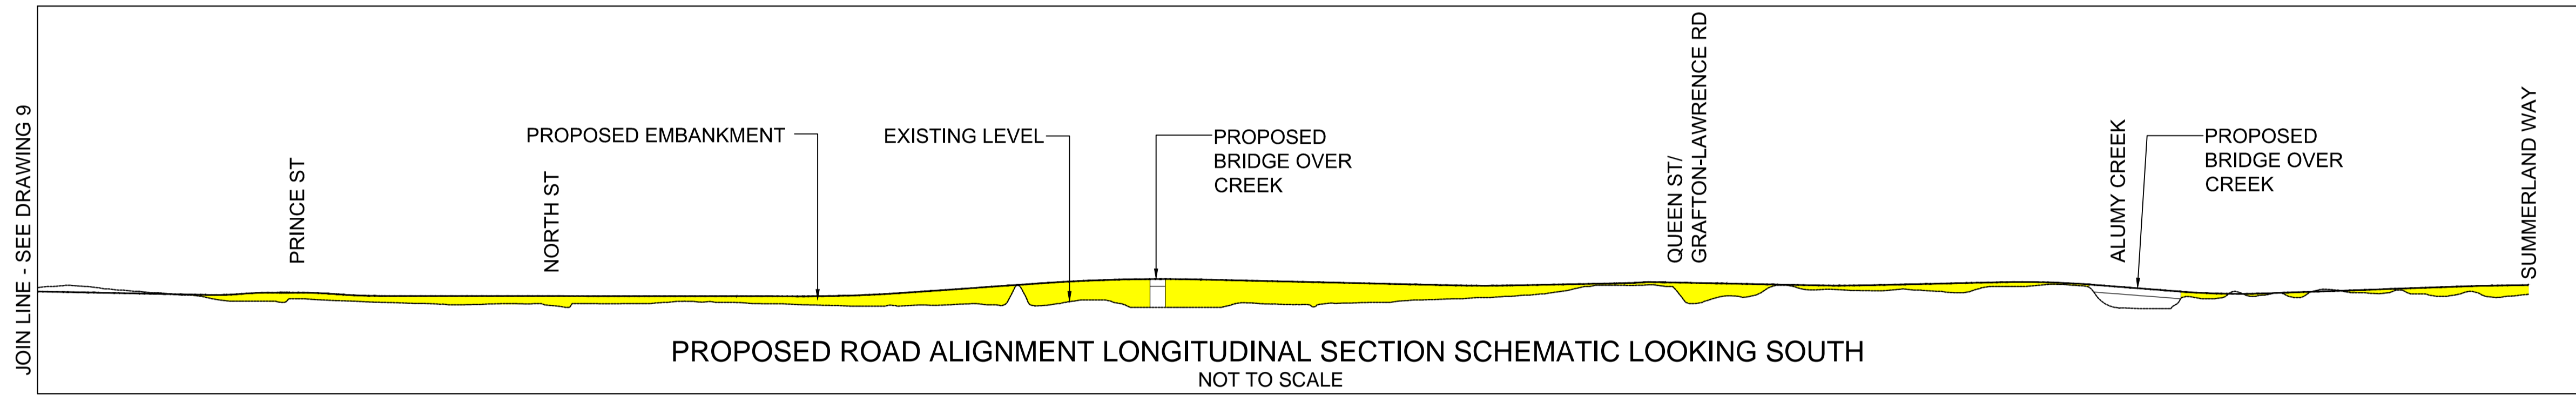 JOIN LINE - SEE DRAWING 9
PRINCE ST
NORTH ST
PROPOSED EMBANKMENT
EXISTING LEVEL
PROPOSED
BRIDGE OVER
CREEK
QUEEN ST/
GRAFTON-LAWRENCE RD
ALUMY CREEK
PROPOSED
BRIDGE OVER
CREEK
SUMMERLAND WAY
PROPOSED ROAD ALIGNMENT LONGITUDINAL SECTION SCHEMATIC LOOKING SOUTH
NOT TO SCALE